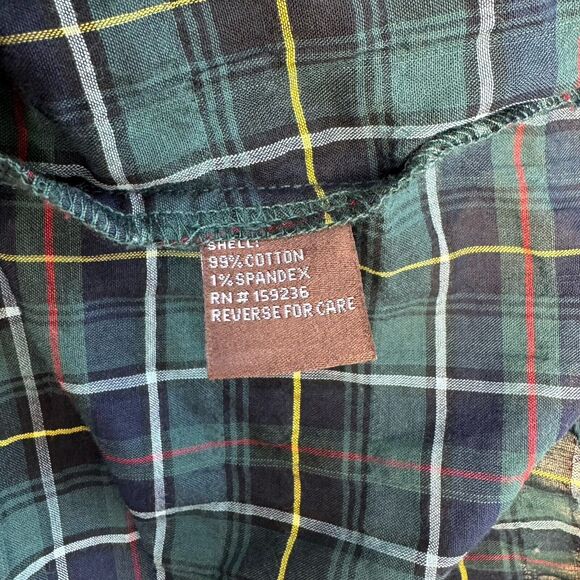 SHELL:
99% COTTON
1% SPANDEX
RN # 159236
REVERSE FOR CARE